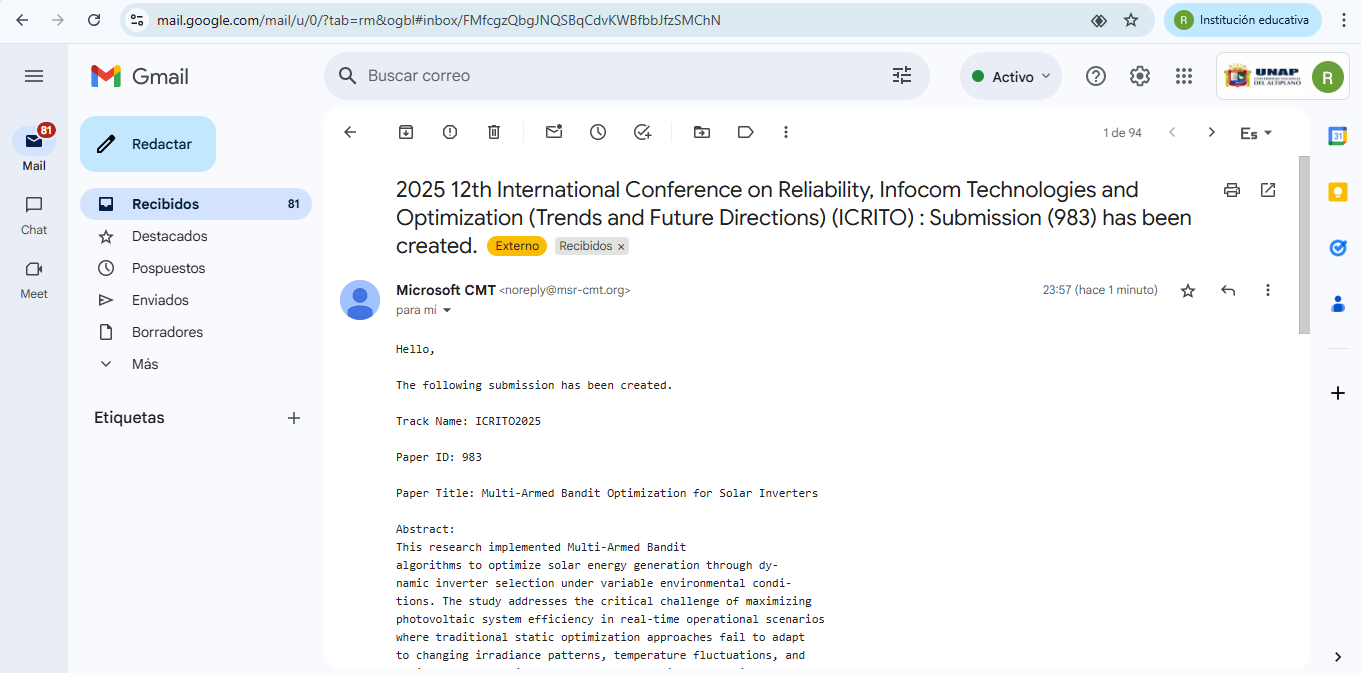 mail.google.com/mail/u/0/?tab=rm&ogbl#inbox/FMfcgzQbgJNQSBqCdvKWBfbbJfzSMChN
R Institución educativa
Gmail
Buscar correo
Activo
UNAP
UNIVERSIDAD NACIONAL
DEL ALTIPLANO
R
81
Mail
Chat
Meet
Redactar
Recibidos 81
Destacados
Pospuestos
Enviados
Borradores
Más
Etiquetas
1 de 94
Es
2025 12th International Conference on Reliability, Infocom Technologies and
Optimization (Trends and Future Directions) (ICRITO) : Submission (983) has been
created. Externo Recibidos x
Microsoft CMT <noreply@msr-cmt.org>
23:57 (hace 1 minuto)
para mí
Hello,
The following submission has been created.
Track Name: ICRITO2025
Paper ID: 983
Paper Title: Multi-Armed Bandit Optimization for Solar Inverters
Abstract:
This research implemented Multi-Armed Bandit
algorithms to optimize solar energy generation through dy-
namic inverter selection under variable environmental condi-
tions. The study addresses the critical challenge of maximizing
photovoltaic system efficiency in real-time operational scenarios
where traditional static optimization approaches fail to adapt
to changing irradiance patterns, temperature fluctuations, and
31